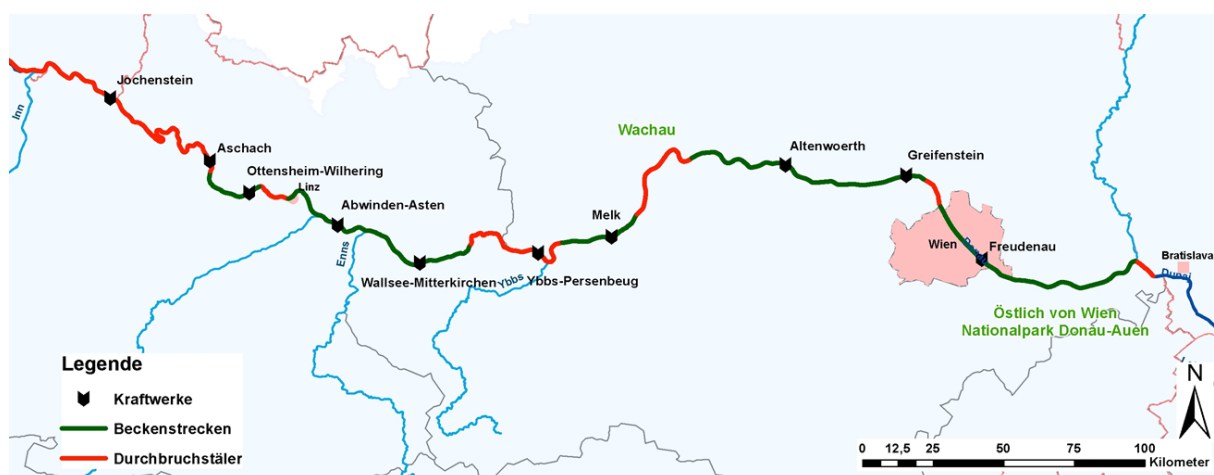 Jochenstein
Inn
Aschach
Ottensheim-Wilhering
Linz
Abwinden-Asten
Enns
Wallsee-Mitterkirchen
Ybbs
Ybbs-Persenbeug
Melk
Wachau
Altenwoerth
Greifenstein
Wien
Freudenau
Bratislava
Dunaj
Östlich von Wien
Nationalpark Donau-Auen
Legende
Kraftwerke
Beckenstrecken
Durchbruchstäler
N
0 12,5 25 50 75 100
Kilometer